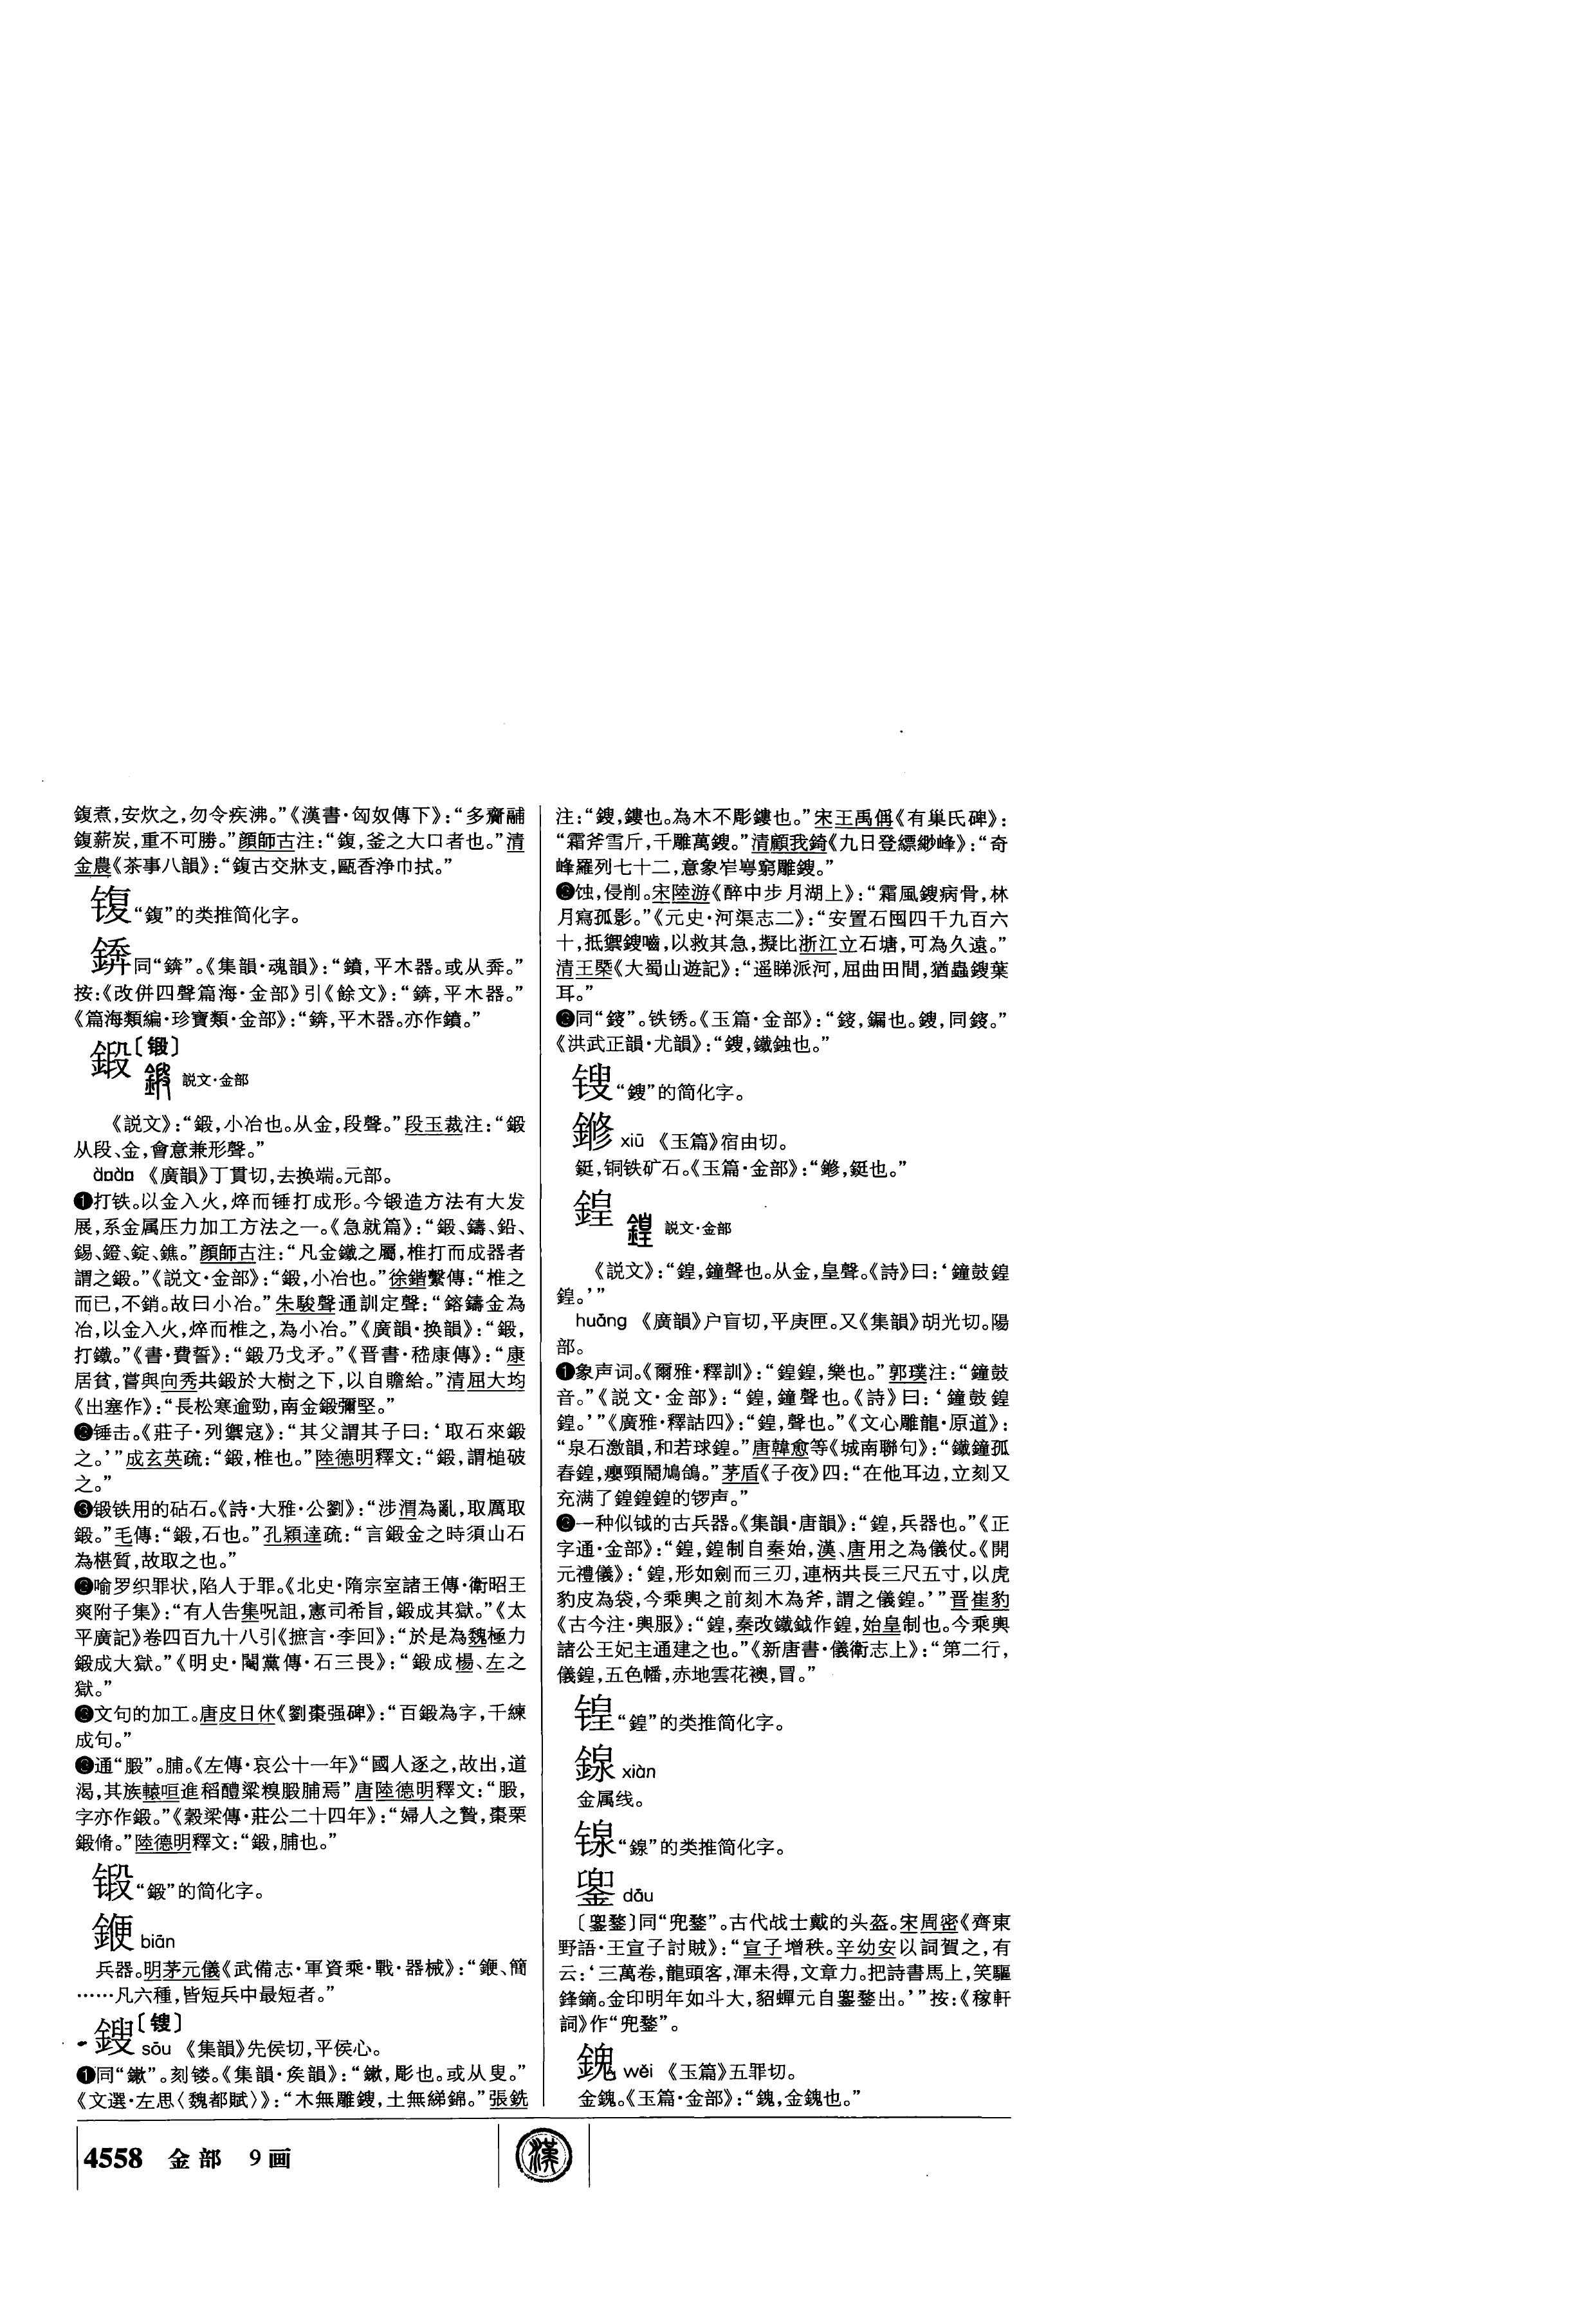 鍑煮，安炊之，勿令疾沸。”《漢書·匈奴傳下》：“多齎鬴
鍑薪炭，重不可勝。”顔師古注：“鍑，釜之大口者也。”清
金農《茶事八韻》：“鍑古交牀支，甌香浄巾拭。”
“鍑”的类推简化字。
同“錛”。《集韻·魂韻》：“鐼，平木器。或从奔。”
按：《改併四聲篇海·金部》引《餘文》：“錛，平木器。”
《篇海類編·珍寶類·金部》：“錛，平木器。亦作鐼。”
鍛〔锻〕
説文·金部
《説文》：“鍛，小冶也。从金，段聲。”段玉裁注：“鍛
从段、金，會意兼形聲。”
《廣韻》丁貫切，去换端。元部。
❶打铁。以金入火，焠而锤打成形。今锻造方法有大发
展，系金属压力加工方法之一。《急就篇》：“鍛、鑄、鉛、
錫、鐙、錠、鐎。”顔師古注：“凡金鐵之屬，椎打而成器者
謂之鍛。”《説文·金部》：“鍛，小冶也。”徐鍇繫傳：“椎之
而已，不銷。故曰小冶。”朱駿聲通訓定聲：“鎔鑄金為
冶，以金入火，焠而椎之，為小冶。”《廣韻·换韻》：“鍛，
打鐵。”《書·費誓》：“鍛乃戈矛。”《晋書·嵇康傳》：“康
居貧，嘗與向秀共鍛於大樹之下，以自贍給。”清屈大均
《出塞作》：“長松寒逾勁，南金鍛彌堅。”
❷锤击。《莊子·列禦寇》：“其父謂其子曰：‘取石來鍛
之。’”成玄英疏：“鍛，椎也。”陸德明釋文：“鍛，謂槌破
之。”
❸锻铁用的砧石。《詩·大雅·公劉》：“涉渭為亂，取厲取
鍛。”毛傳：“鍛，石也。”孔穎達疏：“言鍛金之時須山石
為椹質，故取之也。”
❷喻罗织罪状，陷人于罪。《北史·隋宗室諸王傳·衛昭王
爽附子集》：“有人告集呪詛，憲司希旨，鍛成其獄。”《太
平廣記》卷四百九十八引《摭言·李回》：“於是為魏極力
鍛成大獄。”《明史·閹黨傳·石三畏》：“鍛成楊、左之
獄。”
❷文句的加工。唐皮日休《劉棗强碑》：“百鍛為字，千練
成句。”
❷通“腶”。脯。《左傳·哀公十一年》“國人逐之，故出，道
渴，其族轅咺進稻醴粱糗腶脯焉”唐陸德明釋文：“腶，
字亦作鍛。”《穀梁傳·莊公二十四年》：“婦人之贄，棗栗
鍛脩。”陸德明釋文：“鍛，脯也。”
锻“鍛”的简化字。
鍽 biān
兵器。明茅元儀《武備志·軍資乘·戰·器械》：“鞭、簡
……凡六種，皆短兵中最短者。”
鎪〔锼〕
sōu 《集韻》先侯切，平侯心。
❶同“鏉”。刻镂。《集韻·矦韻》：“鏉，彫也。或从叟。”
《文選·左思〈魏都賦〉》：“木無雕鎪，土無綈錦。”張銑
注：“鎪，鏤也。為木不彫鏤也。”宋王禹偁《有巢氏碑》：
“霜斧雪斤，千雕萬鎪。”清顧我錡《九日登縹緲峰》：“奇
峰羅列七十二，意象岝崿窮雕鎪。”
❷蚀，侵削。宋陸游《醉中步月湖上》：“霜風鎪病骨，林
月寫孤影。”《元史·河渠志二》：“安置石囤四千九百六
十，抵禦鎪嚙，以救其急，擬比浙江立石塘，可為久遠。”
清王槩《大蜀山遊記》：“遥睇派河，屈曲田間，猶蟲鎪葉
耳。”
❷同“鋑”。铁锈。《玉篇·金部》：“鋑，鏥也。鎪，同鋑。”
《洪武正韻·尤韻》：“鎪，鐵蝕也。”
锼“鎪”的简化字。
xiū 《玉篇》宿由切。
鋌，铜铁矿石。《玉篇·金部》：“，鋌也。”
鍠 説文·金部
《説文》：“鍠，鐘聲也。从金，皇聲。《詩》曰：‘鐘鼓鍠
鍠。’”
huáng 《廣韻》户盲切，平庚匣。又《集韻》胡光切。陽
部。
❶象声词。《爾雅·釋訓》：“鍠鍠，樂也。”郭璞注：“鐘鼓
音。”《説文·金部》：“鍠，鐘聲也。《詩》曰：‘鐘鼓鍠
鍠。’”《廣雅·釋詁四》：“鍠，聲也。”《文心雕龍·原道》：
“泉石激韻，和若球鍠。”唐韓愈等《城南聯句》：“鐵鐘孤
舂鍠，癭頸鬧鳩鴿。”茅盾《子夜》四：“在他耳边，立刻又
充满了鍠鍠鍠的锣声。”
❷一种似钺的古兵器。《集韻·唐韻》：“鍠，兵器也。”《正
字通·金部》：“鍠，鍠制自秦始，漢、唐用之為儀仗。《開
元禮儀》：‘鍠，形如劍而三刃，連柄共長三尺五寸，以虎
豹皮為袋，今乘輿之前刻木為斧，謂之儀鍠。’”晋崔豹
《古今注·輿服》：“鍠，秦改鐵鉞作鍠，始皇制也。今乘輿
諸公王妃主通建之也。”《新唐書·儀衛志上》：“第二行，
儀鍠，五色幡，赤地雲花襖，冒。”
锽“鍠”的类推简化字。
鍌 xiàn
金属线。
“”的类推简化字。
dōu
〔鍪〕同“兜鍪”。古代战士戴的头盔。宋周密《齊東
野語·王宣子討賊》：“宣子增秩。辛幼安以詞賀之，有
云：‘三萬卷，龍頭客，渾未得，文章力。把詩書馬上，笑驅
鋒鏑。金印明年如斗大，貂蟬元自鍪出。’”按：《稼軒
詞》作“兜鍪”。
鎚 wěi 《玉篇》五罪切。
金。《玉篇·金部》：“，金也。”
4558 金部 9画
漢